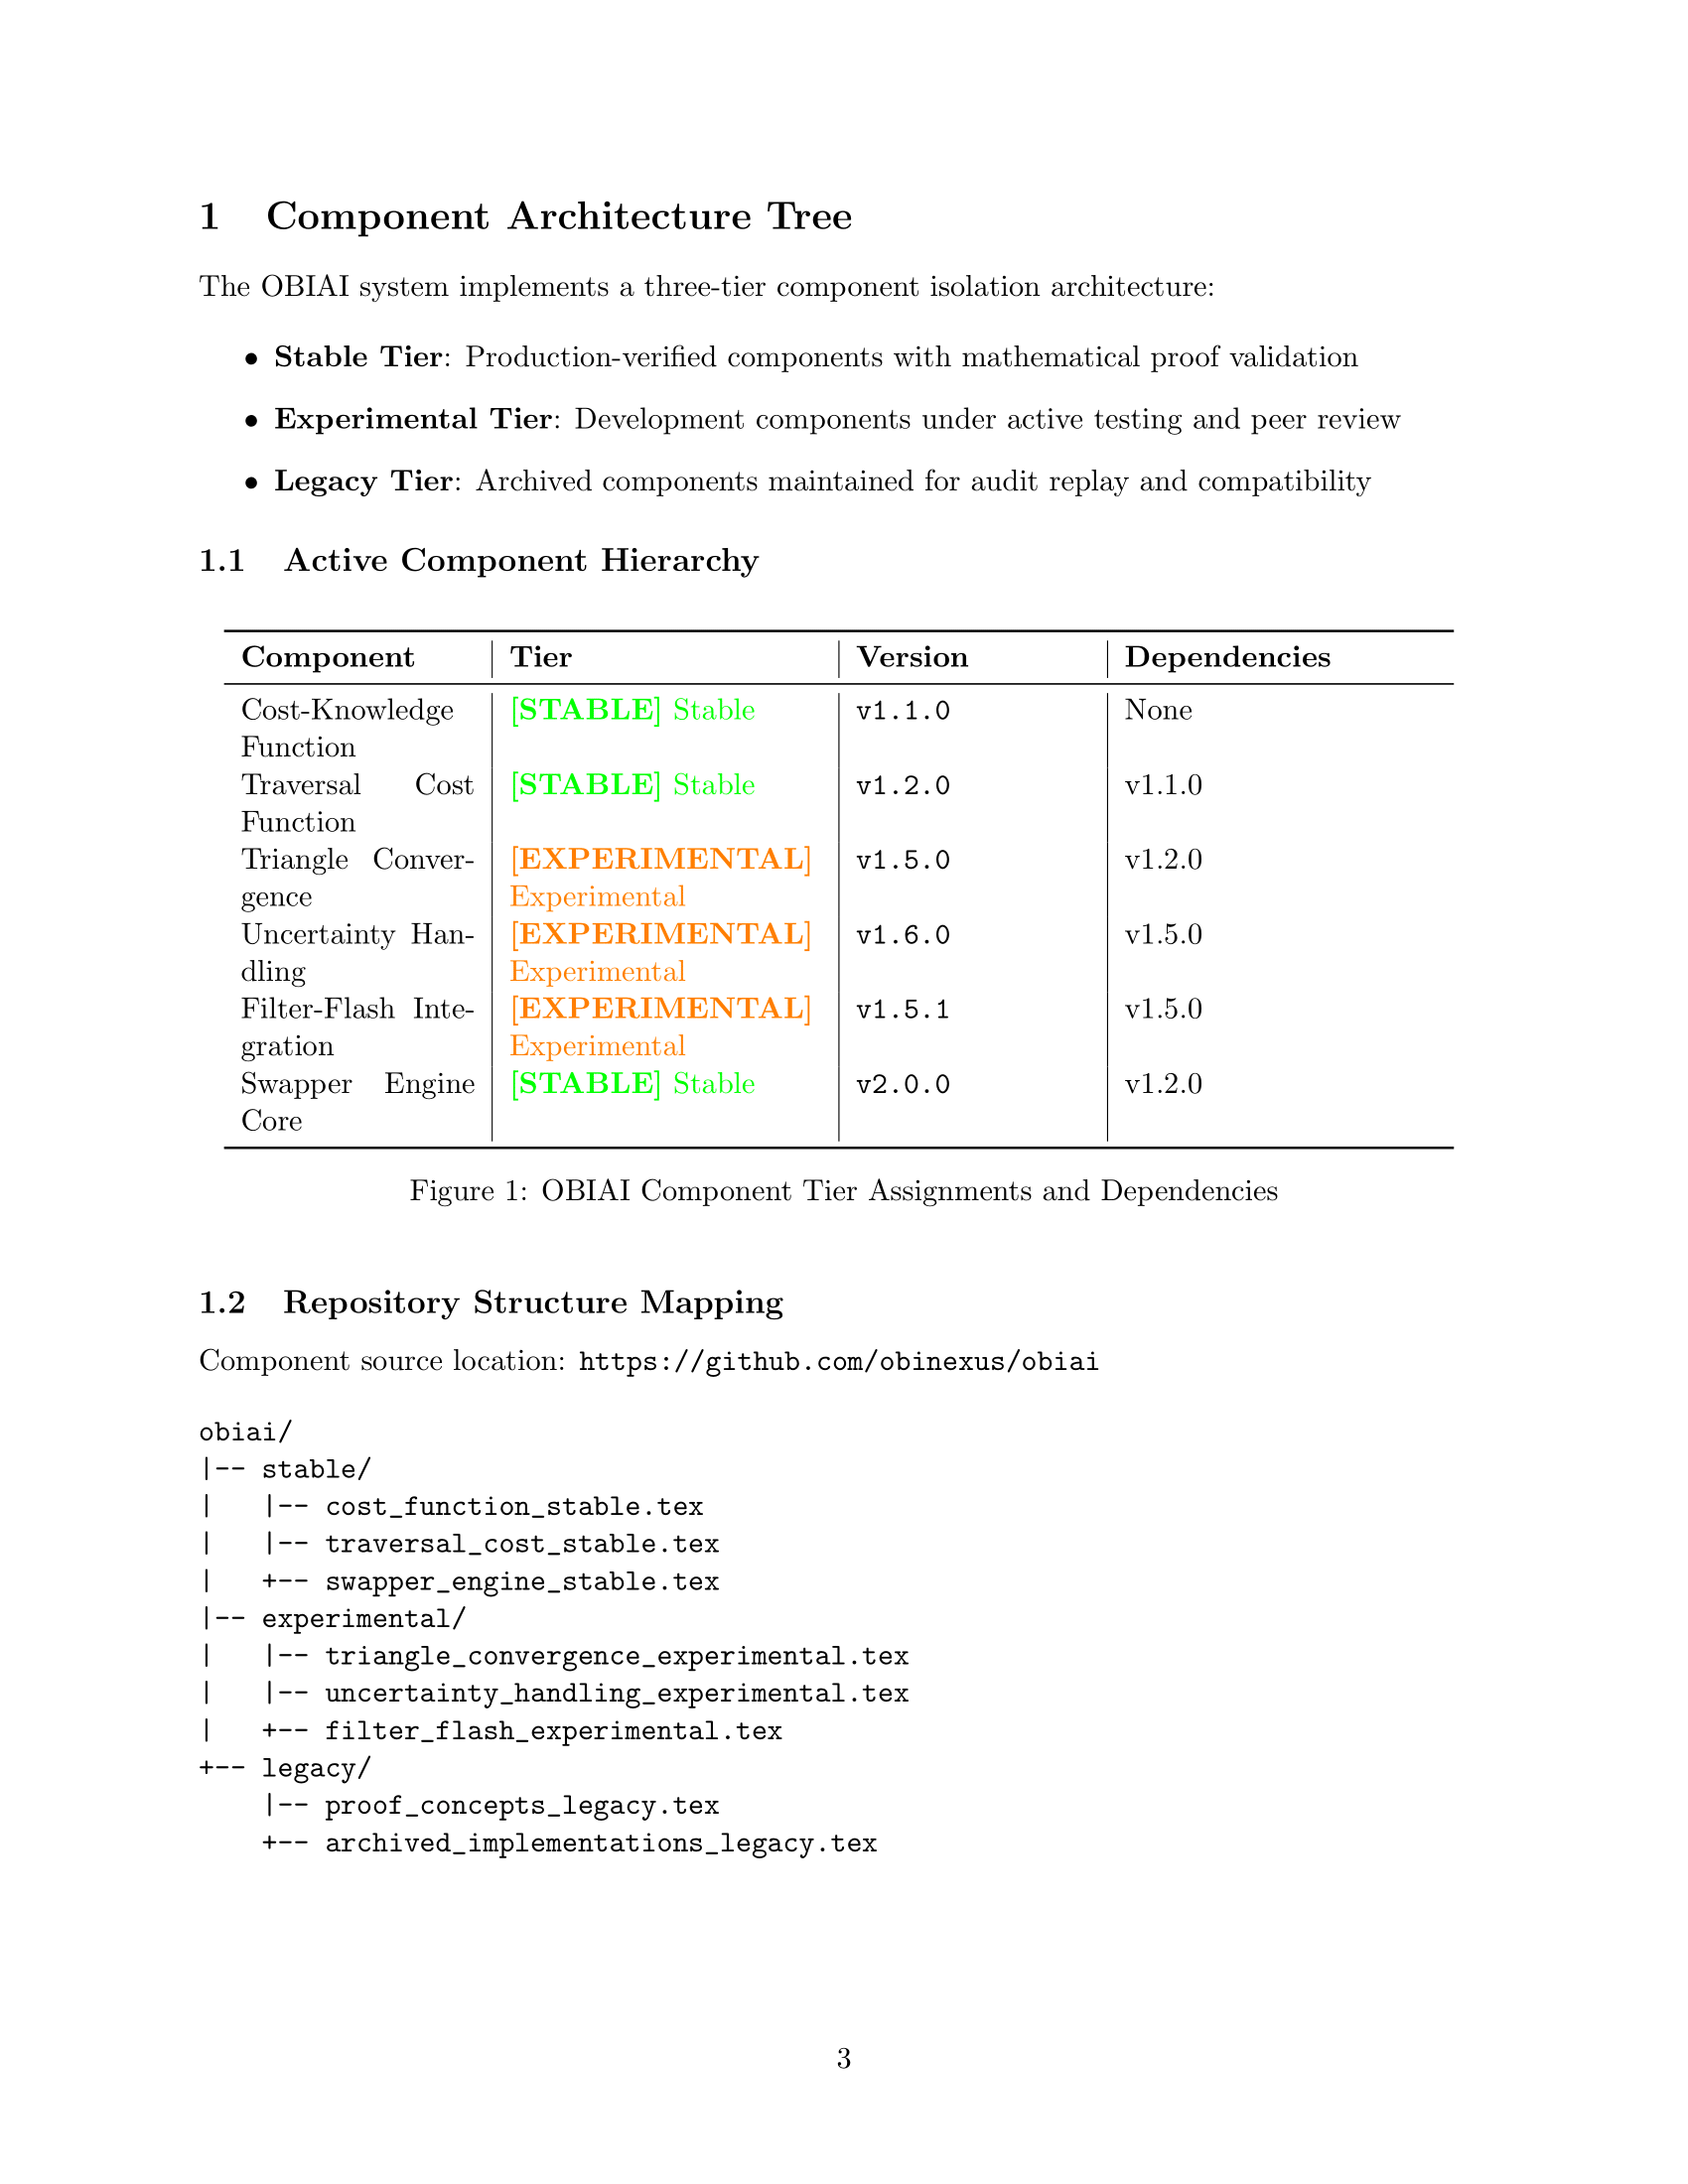 1 Component Architecture Tree
The OBIAI system implements a three-tier component isolation architecture:
• Stable Tier: Production-verified components with mathematical proof validation
• Experimental Tier: Development components under active testing and peer review
• Legacy Tier: Archived components maintained for audit replay and compatibility
1.1 Active Component Hierarchy
Component Tier Version Dependencies
Cost-Knowledge [STABLE] Stable v1.1.0 None
Function
Traversal Cost [STABLE] Stable v1.2.0 v1.1.0
Function
Triangle Conver- [EXPERIMENTAL] v1.5.0 v1.2.0
gence Experimental
Uncertainty Han- [EXPERIMENTAL] v1.6.0 v1.5.0
dling Experimental
Filter-Flash Inte- [EXPERIMENTAL] v1.5.1 v1.5.0
gration Experimental
Swapper Engine [STABLE] Stable v2.0.0 v1.2.0
Core
Figure 1: OBIAI Component Tier Assignments and Dependencies
1.2 Repository Structure Mapping
Component source location: https://github.com/obinexus/obiai
obiai/
|-- stable/
|   |-- cost_function_stable.tex
|   |-- traversal_cost_stable.tex
|   +-- swapper_engine_stable.tex
|-- experimental/
|   |-- triangle_convergence_experimental.tex
|   |-- uncertainty_handling_experimental.tex
|   +-- filter_flash_experimental.tex
+-- legacy/
    |-- proof_concepts_legacy.tex
    +-- archived_implementations_legacy.tex
3